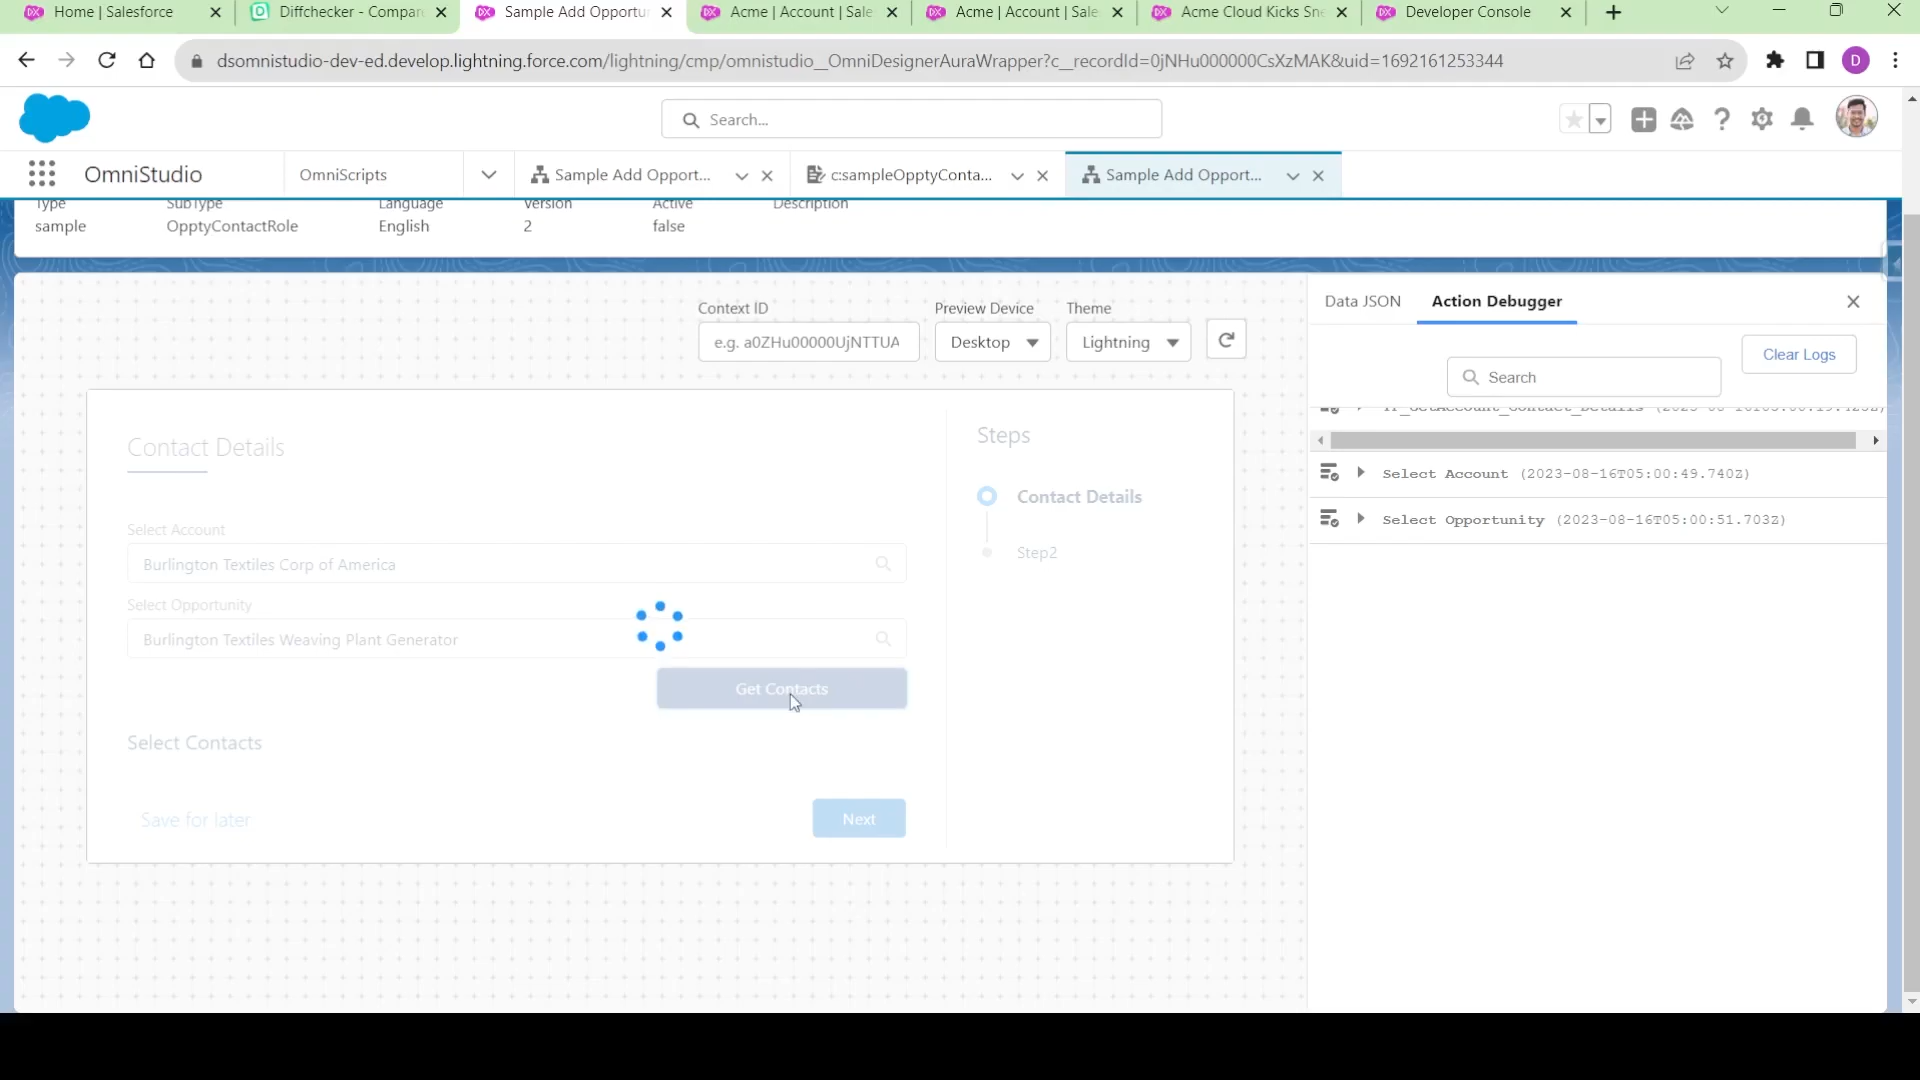 Home | Salesforce
Diffchecker - Compar
Sample Add Opportu
Acme | Account | Sale
Acme | Account | Sale
Acme Cloud Kicks Sne
Developer Console
dsomnistudio-dev-ed.develop.lightning.force.com/lightning/cmp/omnistudio__OmniDesignerAuraWrapper?c__recordId=0jNHu000000CsXzMAK&uid=1692161253344
D
Search...
OmniStudio
OmniScripts
Sample Add Opport...
c:sampleOpptyConta...
Sample Add Opport...
Type SubType Language Version Active Description
sample OpptyContactRole English 2 false
Context ID Preview Device Theme
e.g. a0ZHu00000UjNTTUA Desktop Lightning
Contact Details
Select Account
Burlington Textiles Corp of America
Select Opportunity
Burlington Textiles Weaving Plant Generator
Get Contacts
Select Contacts
Save for later
Next
Steps
Contact Details
Step2
Data JSON Action Debugger
Clear Logs
Search
Select Account (2023-08-16T05:00:49.740Z)
Select Opportunity (2023-08-16T05:00:51.703Z)